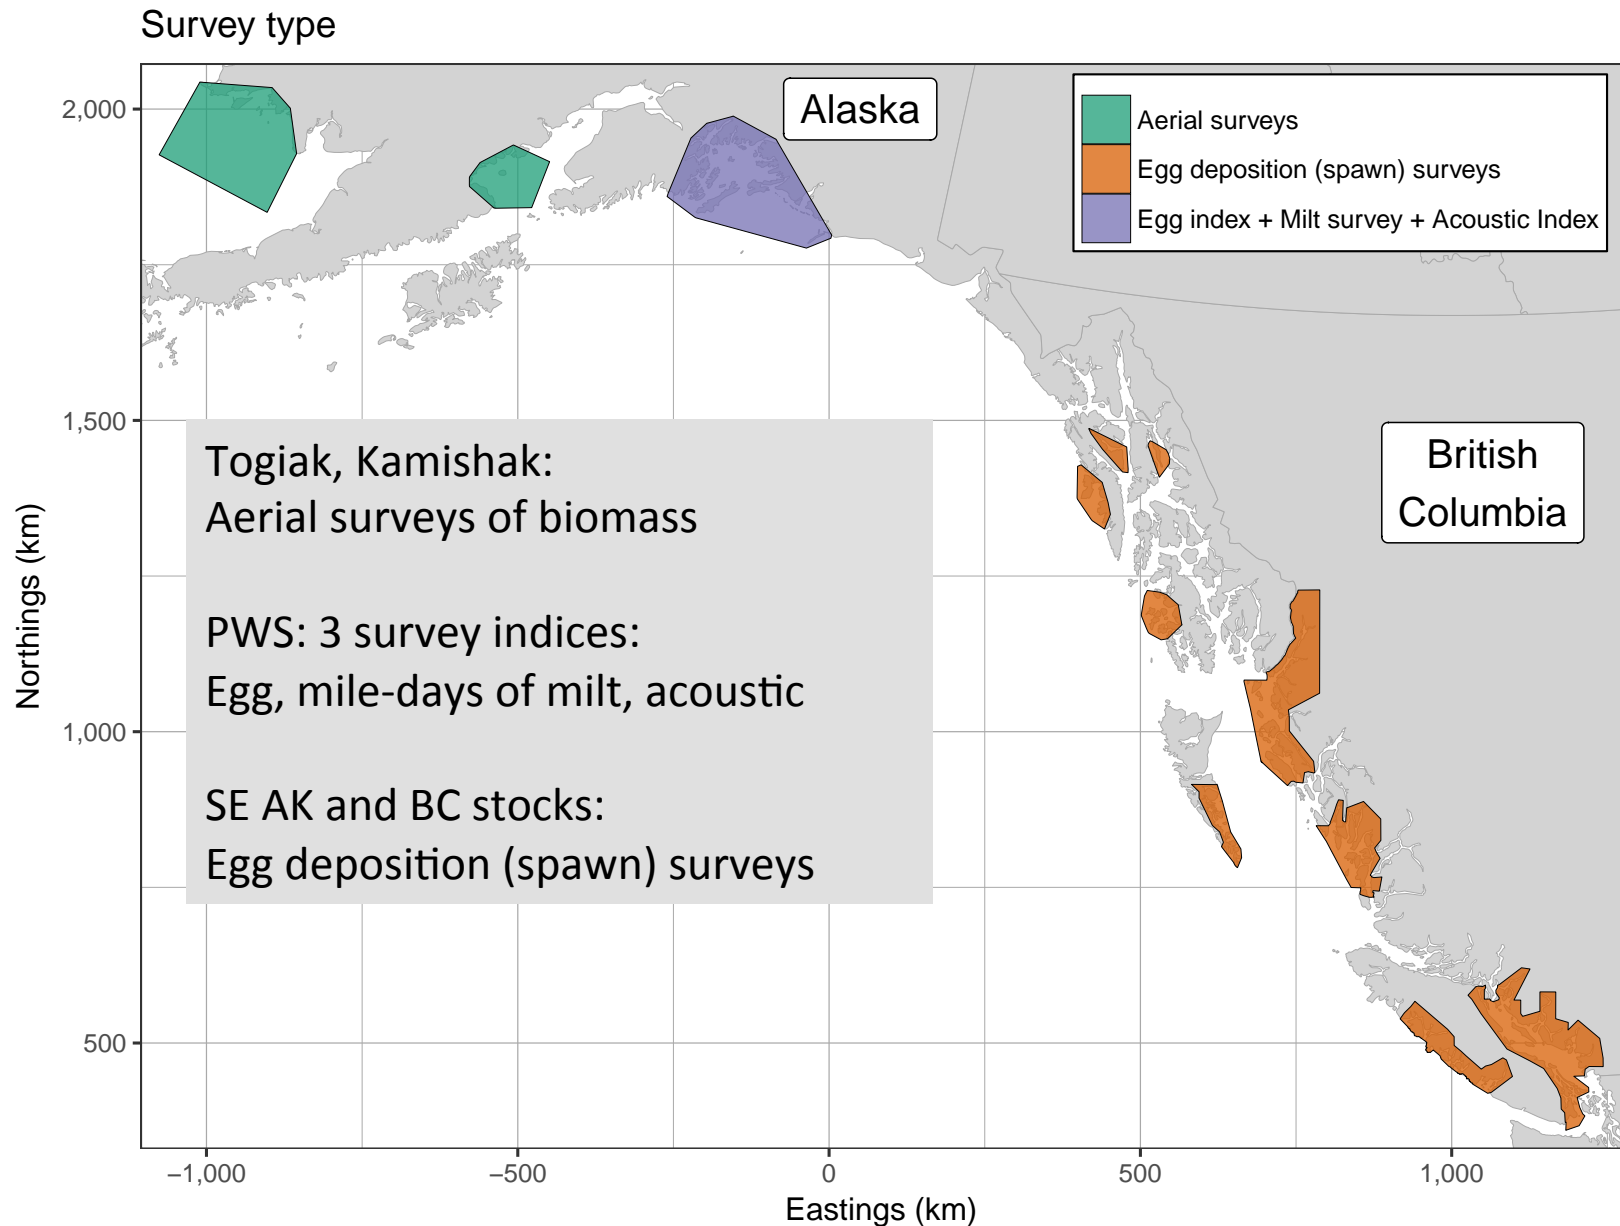 Survey type
Alaska
Aerial surveys
Egg deposition (spawn) surveys
Egg index + Milt survey + Acoustic Index
British
Columbia
Togiak, Kamishak:
Aerial surveys of biomass
PWS: 3 survey indices:
Egg, mile-days of milt, acoustic
SE AK and BC stocks:
Egg deposition (spawn) surveys
Northings (km)
2,000
1,500
1,000
500
−1,000
−500
0
500
1,000
Eastings (km)